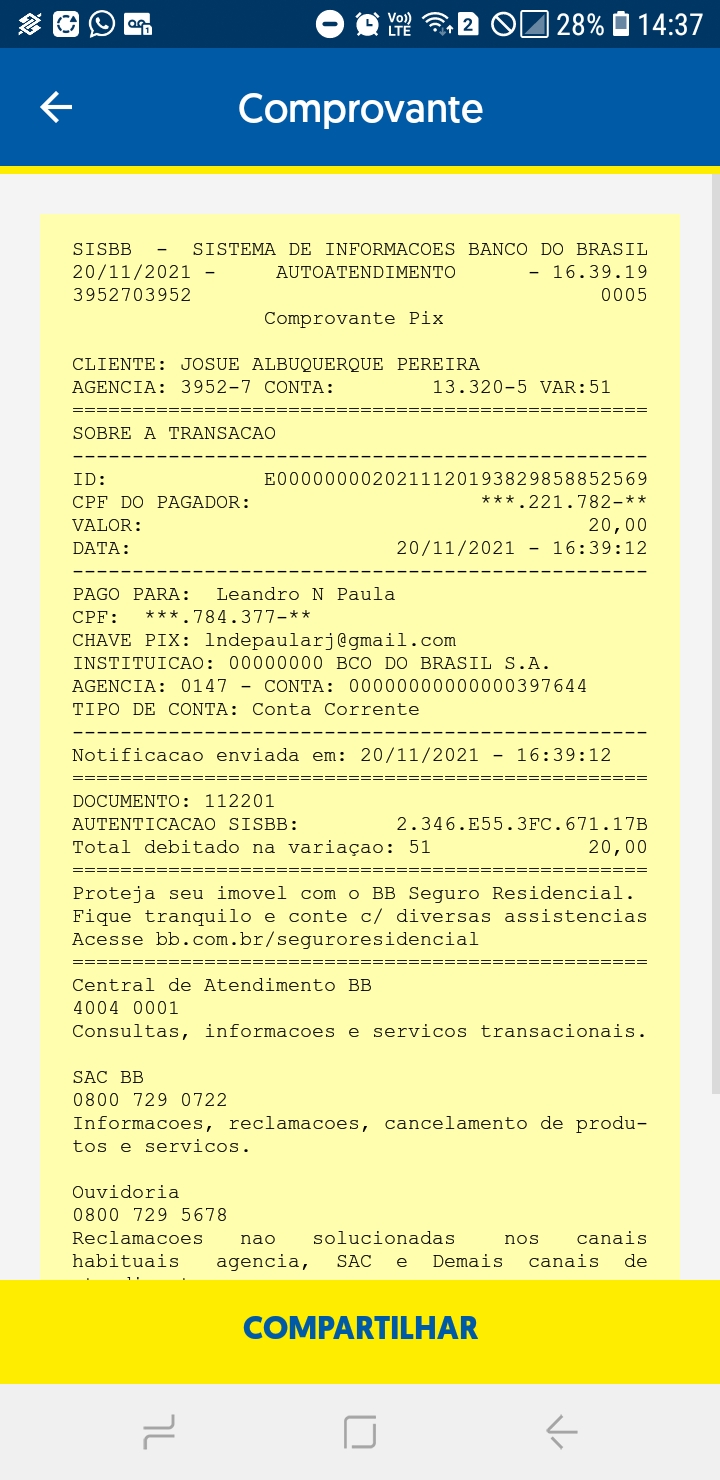 28% 14:37
Comprovante
SISBB - SISTEMA DE INFORMACOES BANCO DO BRASIL
20/11/2021 - AUTOATENDIMENTO - 16.39.19
3952703952 0005
Comprovante Pix
CLIENTE: JOSUE ALBUQUERQUE PEREIRA
AGENCIA: 3952-7 CONTA: 13.320-5 VAR:51
================================================
SOBRE A TRANSACAO
------------------------------------------------
ID: E0000000020211120193829858852569
CPF DO PAGADOR: ***.221.782-**
VALOR: 20,00
DATA: 20/11/2021 - 16:39:12
------------------------------------------------
PAGO PARA: Leandro N Paula
CPF: ***.784.377-**
CHAVE PIX: lndepaularj@gmail.com
INSTITUICAO: 00000000 BCO DO BRASIL S.A.
AGENCIA: 0147 - CONTA: 00000000000000397644
TIPO DE CONTA: Conta Corrente
------------------------------------------------
Notificacao enviada em: 20/11/2021 - 16:39:12
================================================
DOCUMENTO: 112201
AUTENTICACAO SISBB: 2.346.E55.3FC.671.17B
Total debitado na variaçao: 51 20,00
================================================
Proteja seu imovel com o BB Seguro Residencial.
Fique tranquilo e conte c/ diversas assistencias
Acesse bb.com.br/seguroresidencial
================================================
Central de Atendimento BB
4004 0001
Consultas, informacoes e servicos transacionais.
SAC BB
0800 729 0722
Informacoes, reclamacoes, cancelamento de produ-
tos e servicos.
Ouvidoria
0800 729 5678
Reclamacoes nao solucionadas nos canais
habituais agencia, SAC e Demais canais de
COMPARTILHAR